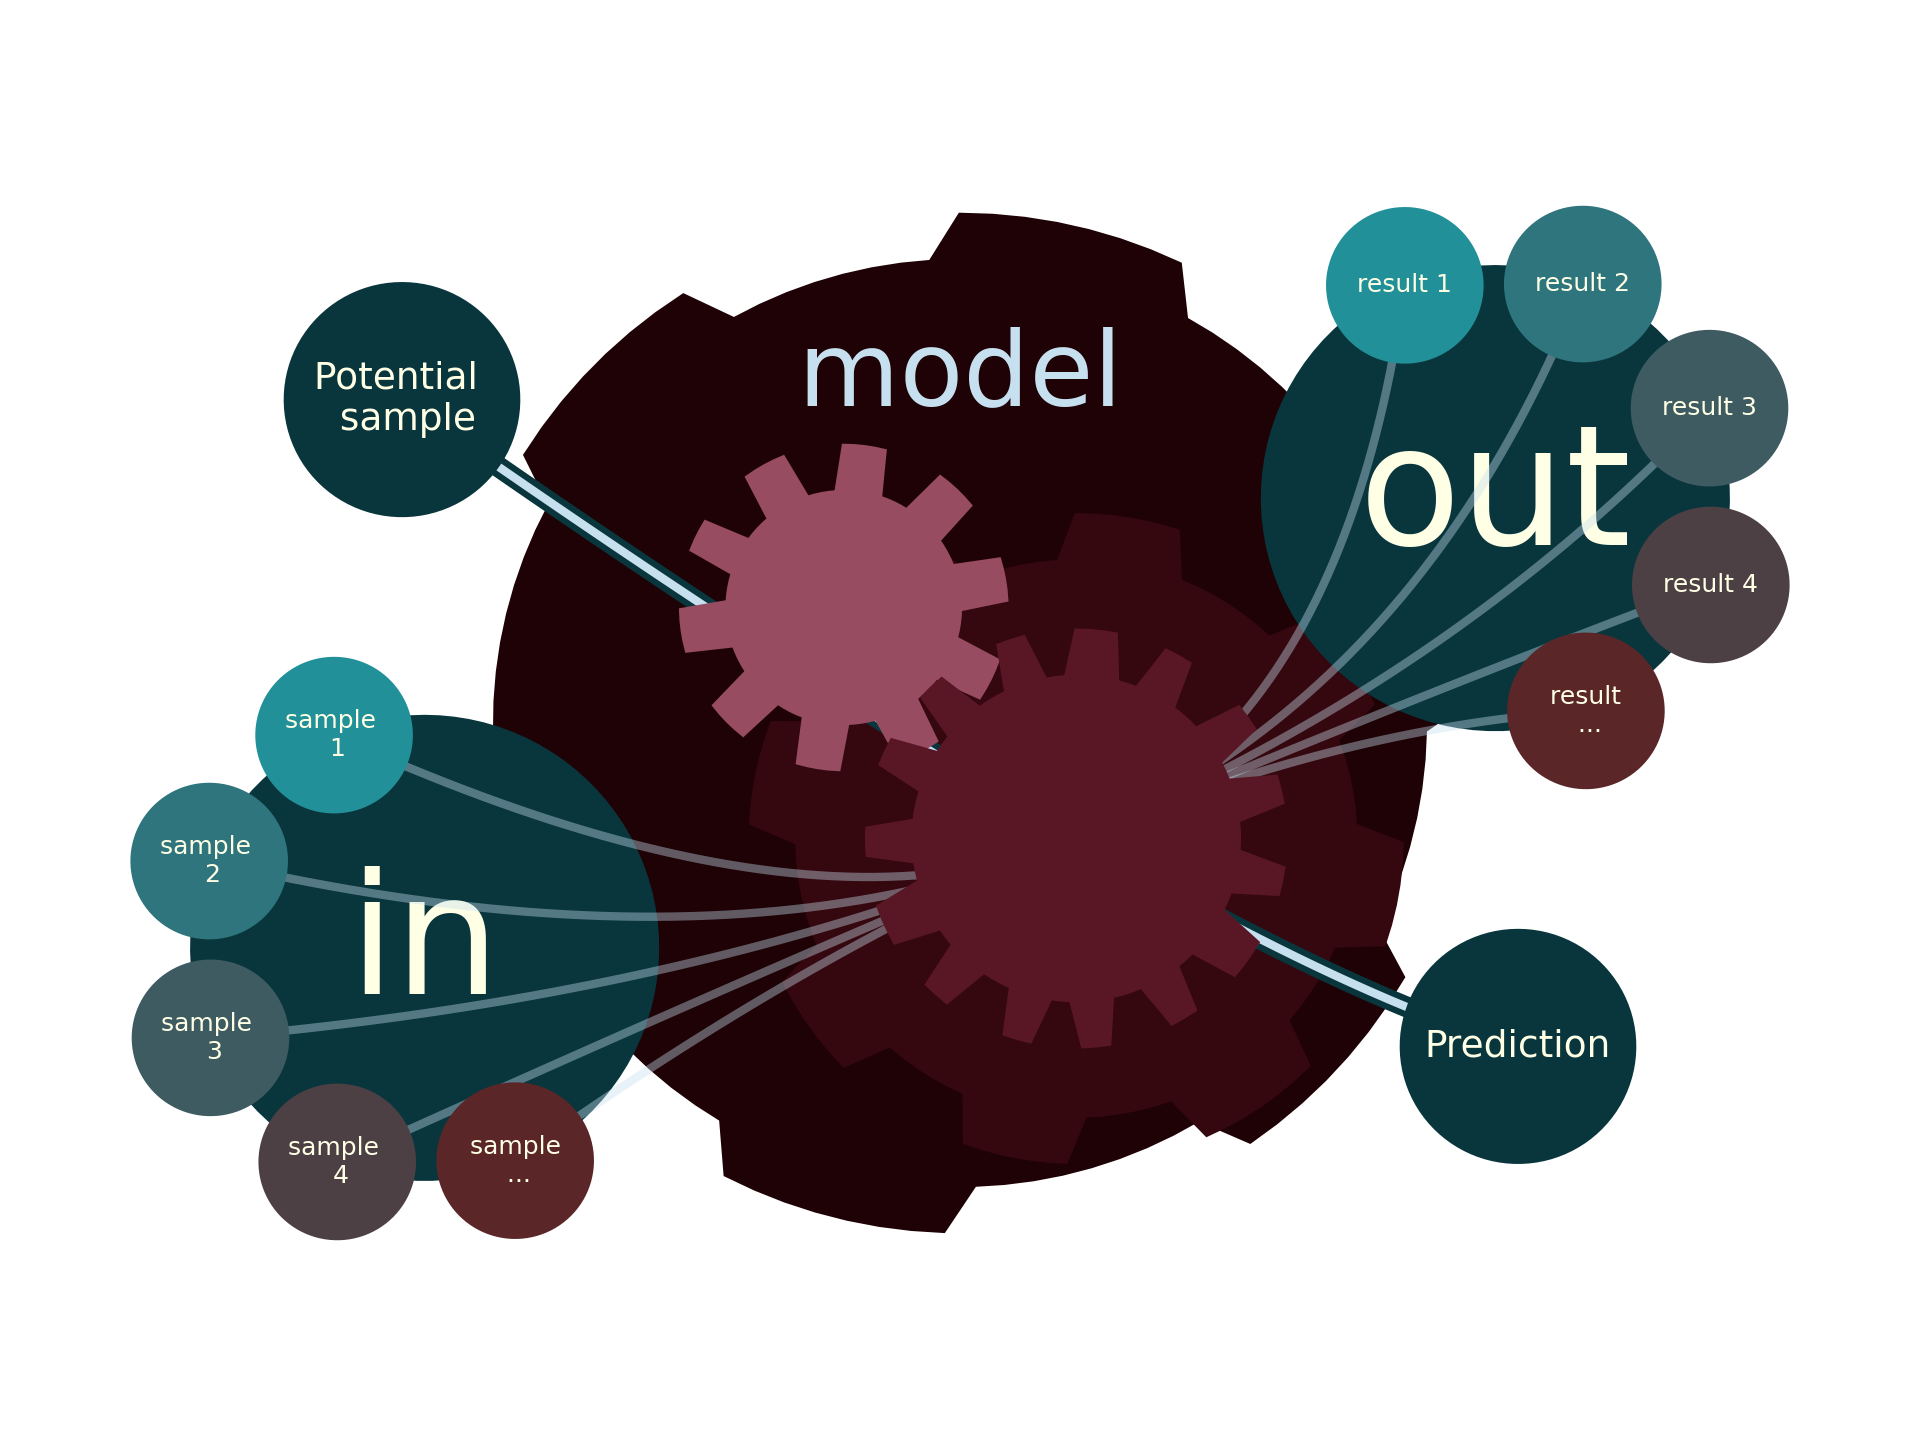 Potential
sample
model
result 1
result 2
result 3
out
result 4
result
...
sample
1
sample
2
in
sample
3
sample
4
sample
...
Prediction